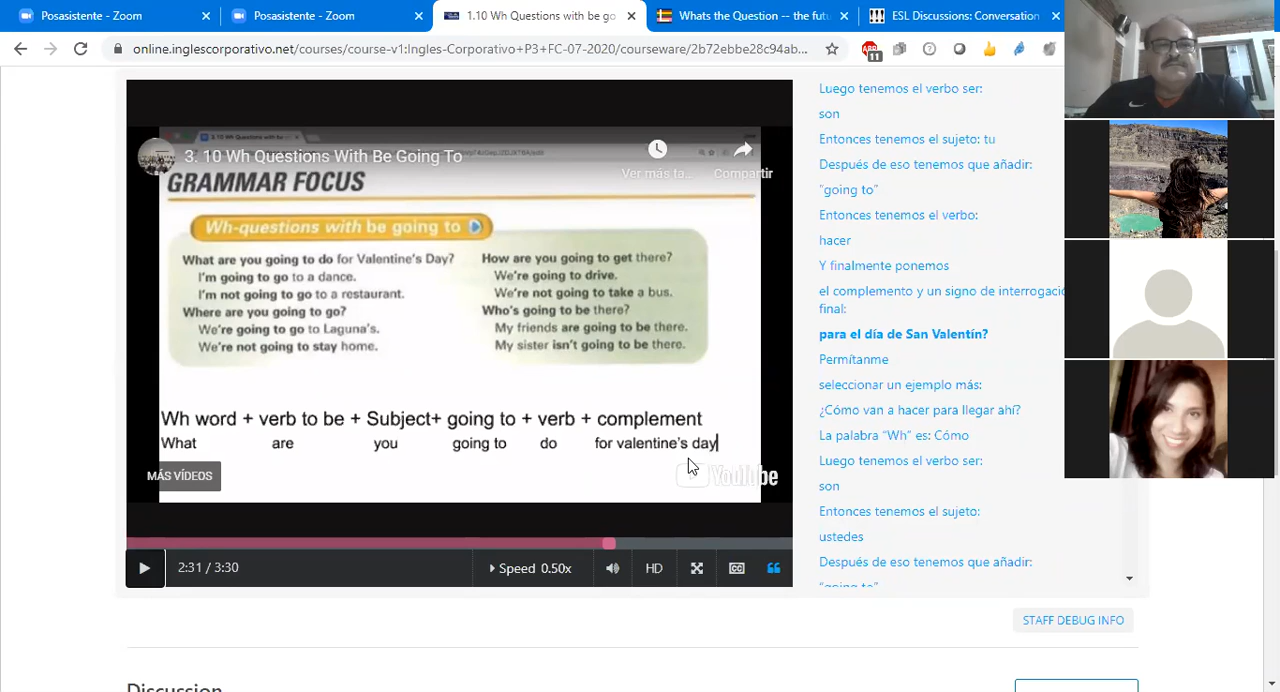 Posasistente - Zoom
Posasistente - Zoom
1.10 Wh Questions with be go
Whats the Question -- the futu
ESL Discussions: Conversation
online.inglescorporativo.net/courses/course-v1:Ingles-Corporativo+P3+FC-07-2020/courseware/2b72ebbe28c94ab...
11
3. 10 Wh Questions With Be Going To
Ver más ta...
Compartir
GRAMMAR FOCUS
Wh-questions with be going to
What are you going to do for Valentine's Day?
I'm going to go to a dance.
I'm not going to go to a restaurant.
Where are you going to go?
We're going to go to Laguna's.
We're not going to stay home.
How are you going to get there?
We're going to drive.
We're not going to take a bus.
Who's going to be there?
My friends are going to be there.
My sister isn't going to be there.
Wh word + verb to be + Subject+ going to + verb + complement
What are you going to do for valentine's day
MÁS VÍDEOS
YouTube
2:31 / 3:30
Speed 0.50x
HD
Luego tenemos el verbo ser:
son
Entonces tenemos el sujeto: tu
Después de eso tenemos que añadir:
"going to"
Entonces tenemos el verbo:
hacer
Y finalmente ponemos
el complemento y un signo de interrogació
final:
para el día de San Valentín?
Permítanme
seleccionar un ejemplo más:
¿Cómo van a hacer para llegar ahí?
La palabra "Wh" es: Cómo
Luego tenemos el verbo ser:
son
Entonces tenemos el sujeto:
ustedes
Después de eso tenemos que añadir:
"going to"
STAFF DEBUG INFO
Discussion